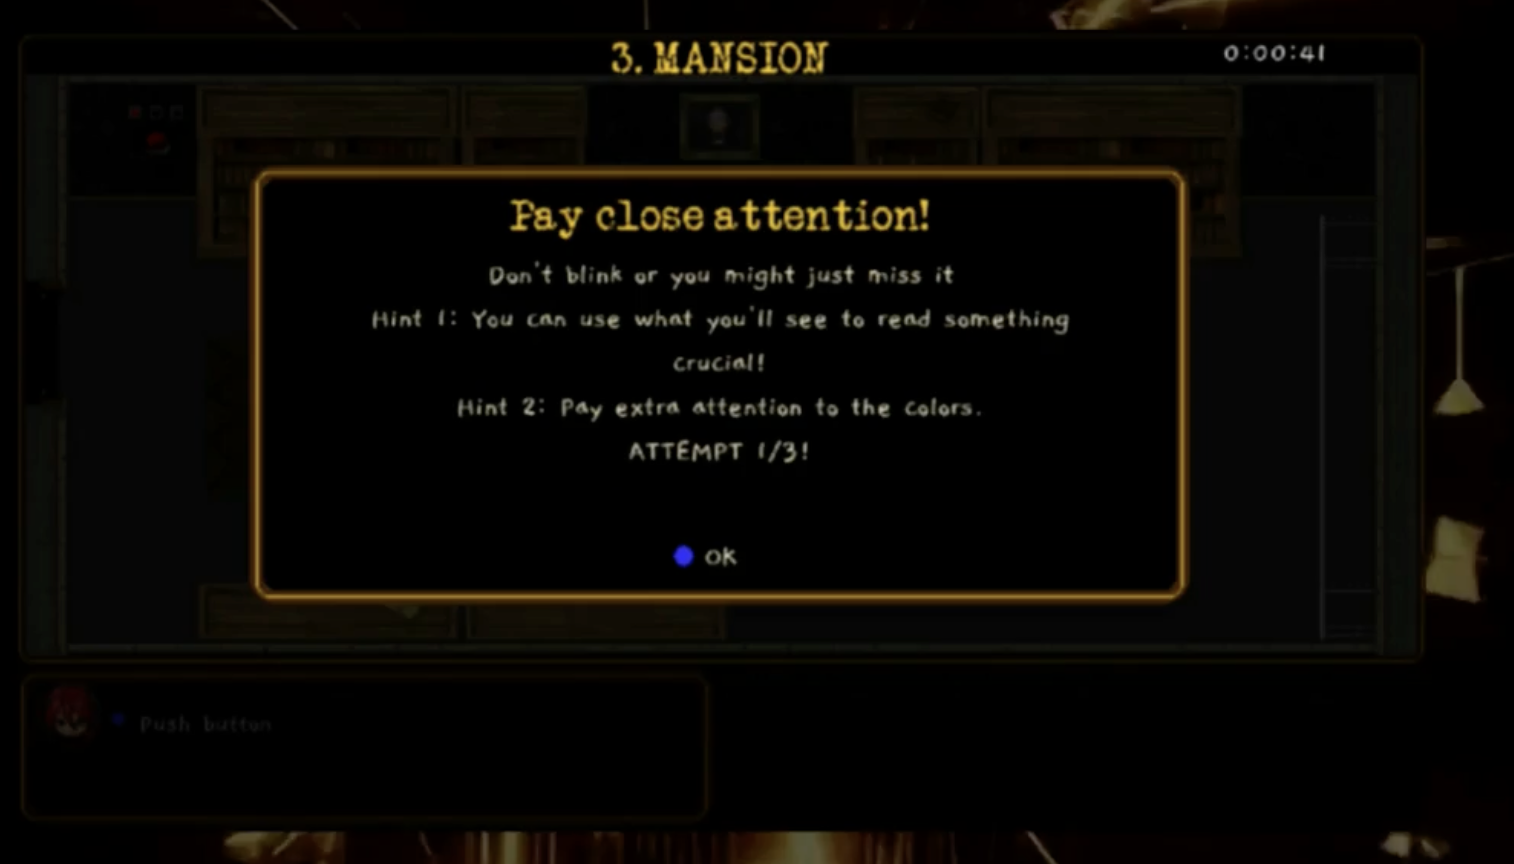 3. MANSION
0:00:41
Pay close attention!
Don't blink or you might just miss it
Hint 1: You can use what you'll see to read something
crucial!
Hint 2: Pay extra attention to the colors.
ATTEMPT 1/3!
OK
Push button